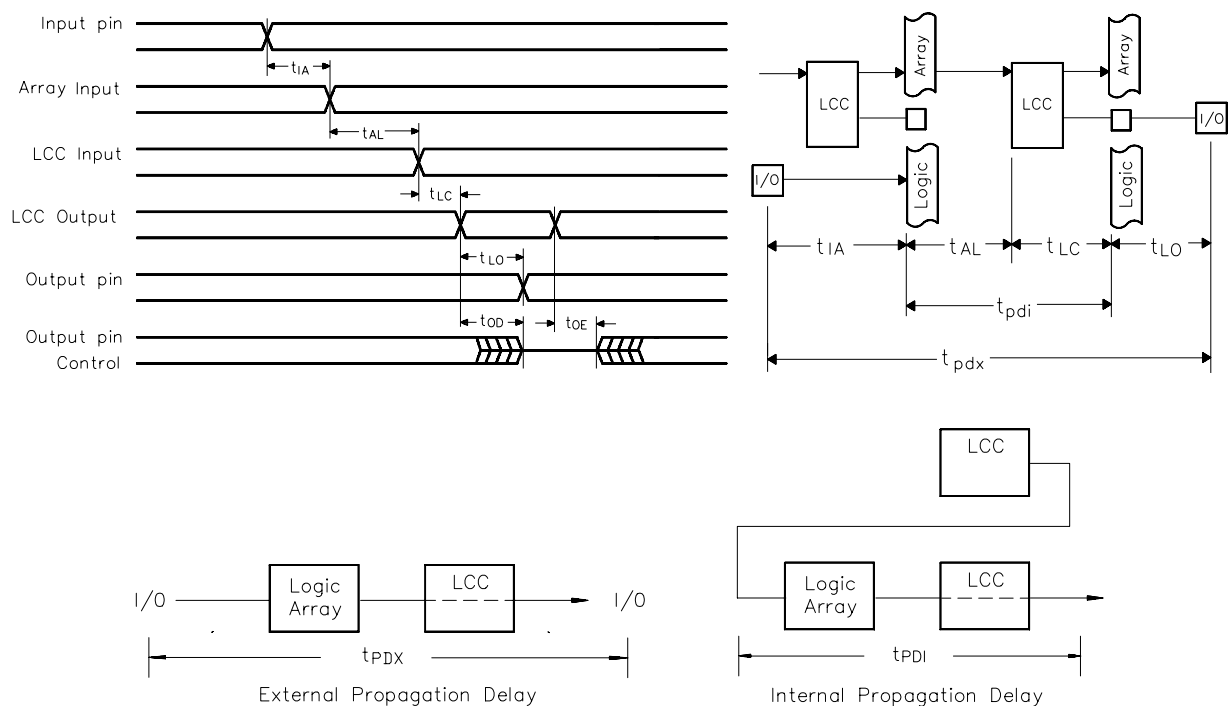 Input pin
tIA
Array Input
tAL
LCC Input
tLC
LCC Output
tLO
Output pin
tOD
tOE
Output pin
Control
Array
Array
LCC
LCC
I/O
I/O
Logic
Logic
tIA
tAL
tLC
tLO
tpdi
tpdx
LCC
I/O
Logic
Array
LCC
I/O
tPDX
External Propagation Delay
Logic
Array
LCC
tPDI
Internal Propagation Delay